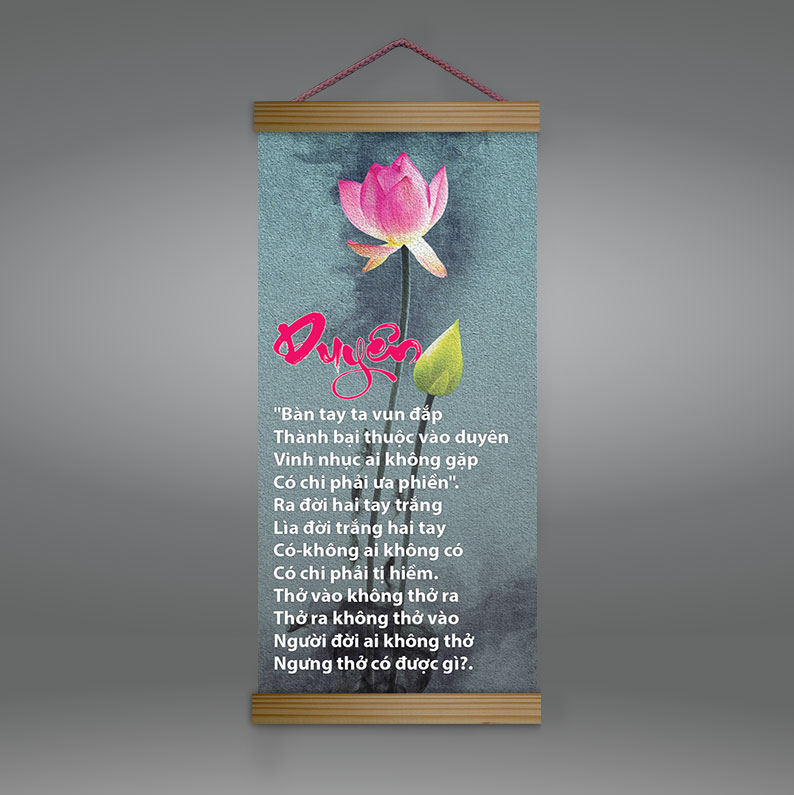 Duyên
"Bàn tay ta vun đắp
Thành bại thuộc vào duyên
Vinh nhục ai không gặp
Có chi phải ưa phiền".
Ra đời hai tay trắng
Lìa đời trắng hai tay
Có-không ai không có
Có chi phải tị hiềm.
Thở vào không thở ra
Thở ra không thở vào
Người đời ai không thở
Ngưng thở có được gì?.